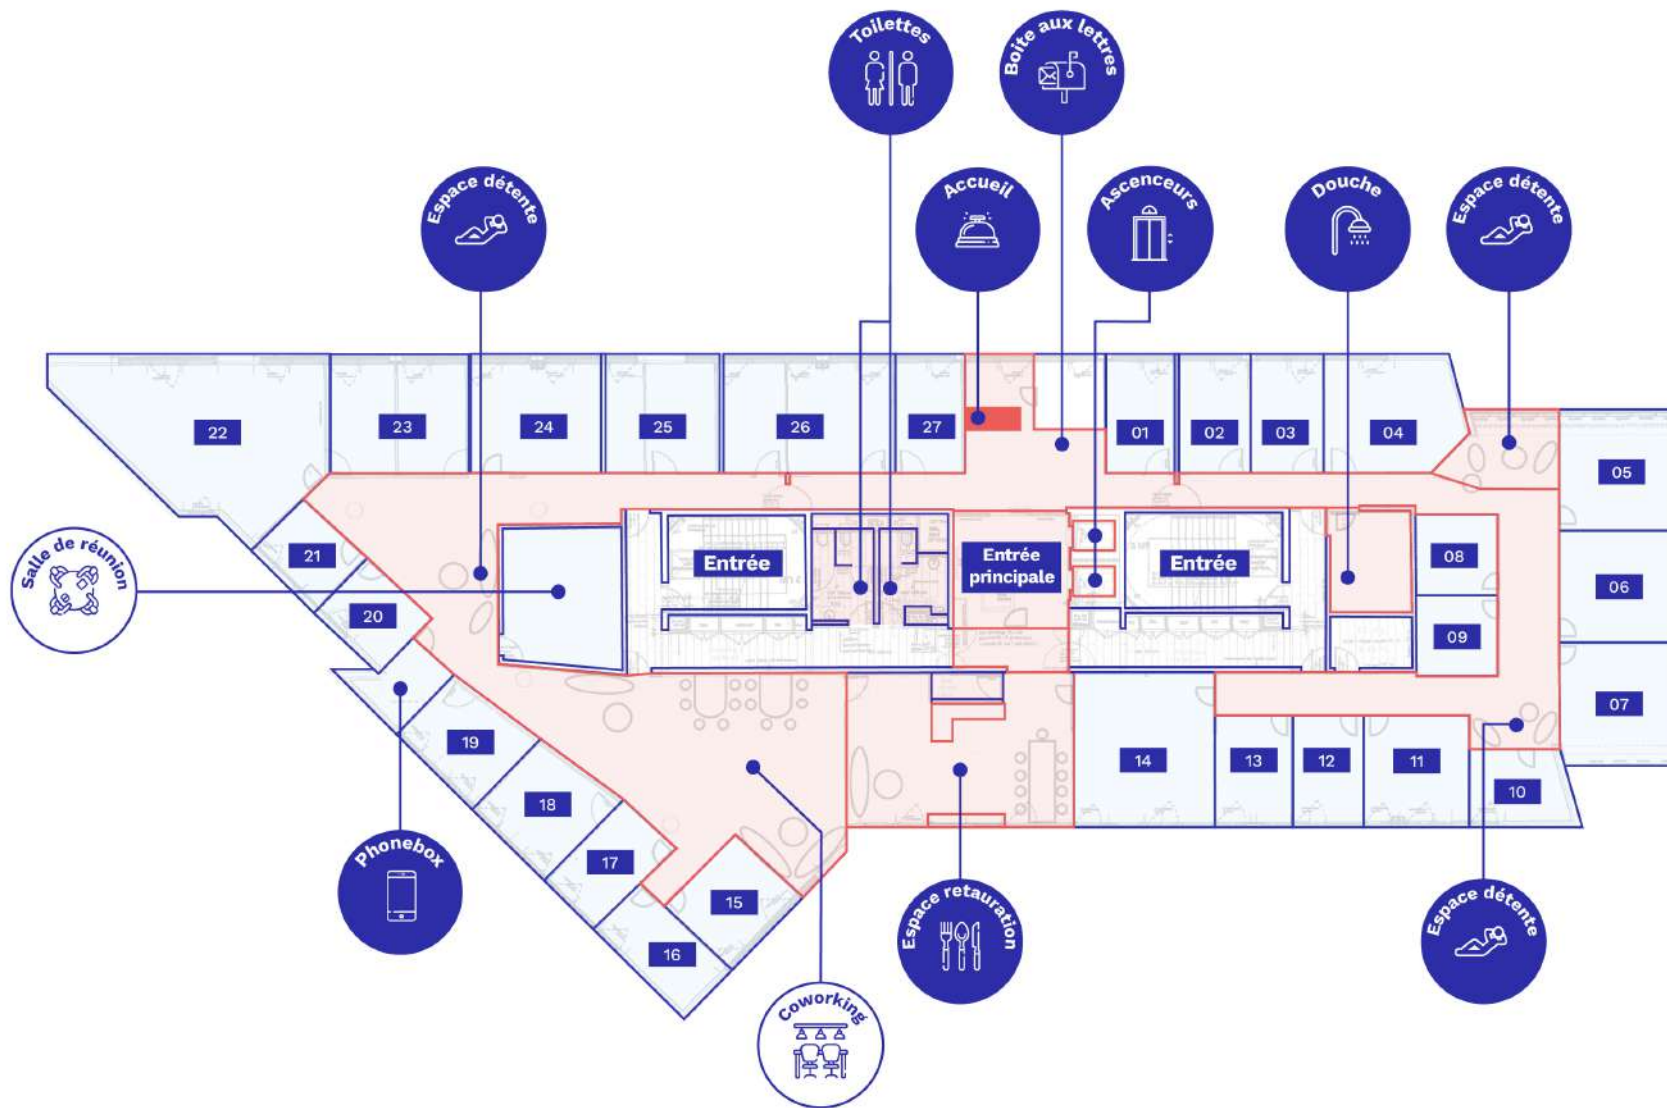 Toilettes
Boite aux lettres
Espace détente
Accueil
Ascenceurs
Douche
Espace détente
22
23
24
25
26
27
01
02
03
04
05
06
07
08
09
10
11
12
13
14
15
16
17
18
19
20
21
Entrée
Entrée
principale
Entrée
Salle de réunion
Phonebox
Espace retauration
Espace détente
Coworking